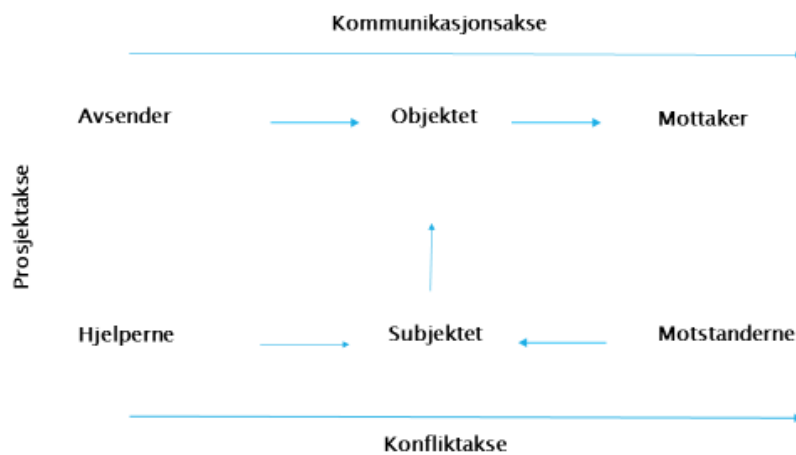 Kommunikasjonsakse
Avsender Objektet Mottaker
Prosjektakse
Hjelperne Subjektet Motstanderne
Konfliktakse